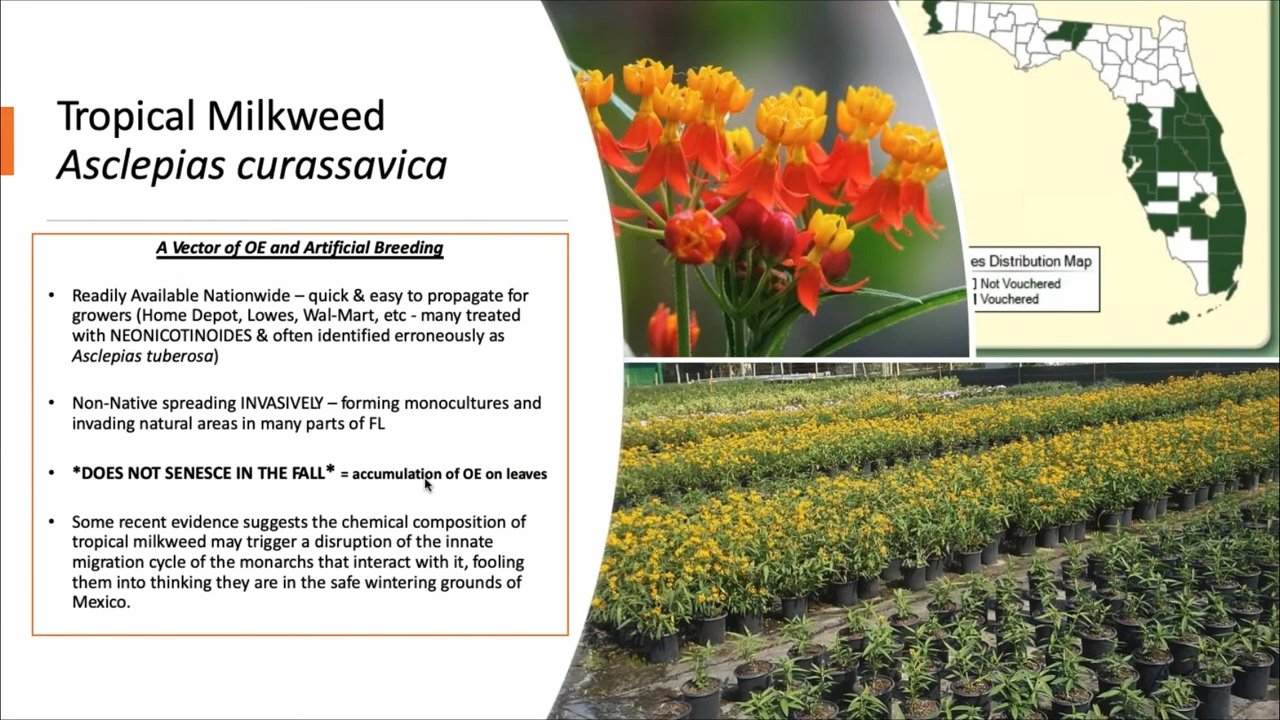 Tropical Milkweed
Asclepias curassavica
A Vector of OE and Artificial Breeding
• Readily Available Nationwide – quick & easy to propagate for
growers (Home Depot, Lowes, Wal-Mart, etc - many treated
with NEONICOTINOIDES & often identified erroneously as
Asclepias tuberosa)
• Non-Native spreading INVASIVELY – forming monocultures and
invading natural areas in many parts of FL
• *DOES NOT SENESCE IN THE FALL* = accumulation of OE on leaves
• Some recent evidence suggests the chemical composition of
tropical milkweed may trigger a disruption of the innate
migration cycle of the monarchs that interact with it, fooling
them into thinking they are in the safe wintering grounds of
Mexico.
es Distribution Map
Not Vouchered
Vouchered